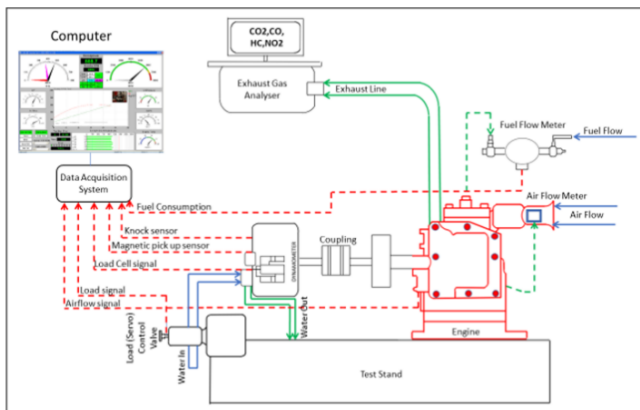 Computer
CO2,CO,
HC,NO2
Exhaust Gas
Analyser
Exhaust Line
Fuel Flow Meter
Fuel Flow
Data Acquisition
System
Fuel Consumption
Air Flow Meter
Air Flow
Knock sensor
Magnetic pick up sensor
Load Cell signal
Load signal
Airflow signal
DYNAMOMETER
Coupling
Load (Servo)
Control
Valve
Water In
Water Out
Engine
Test Stand